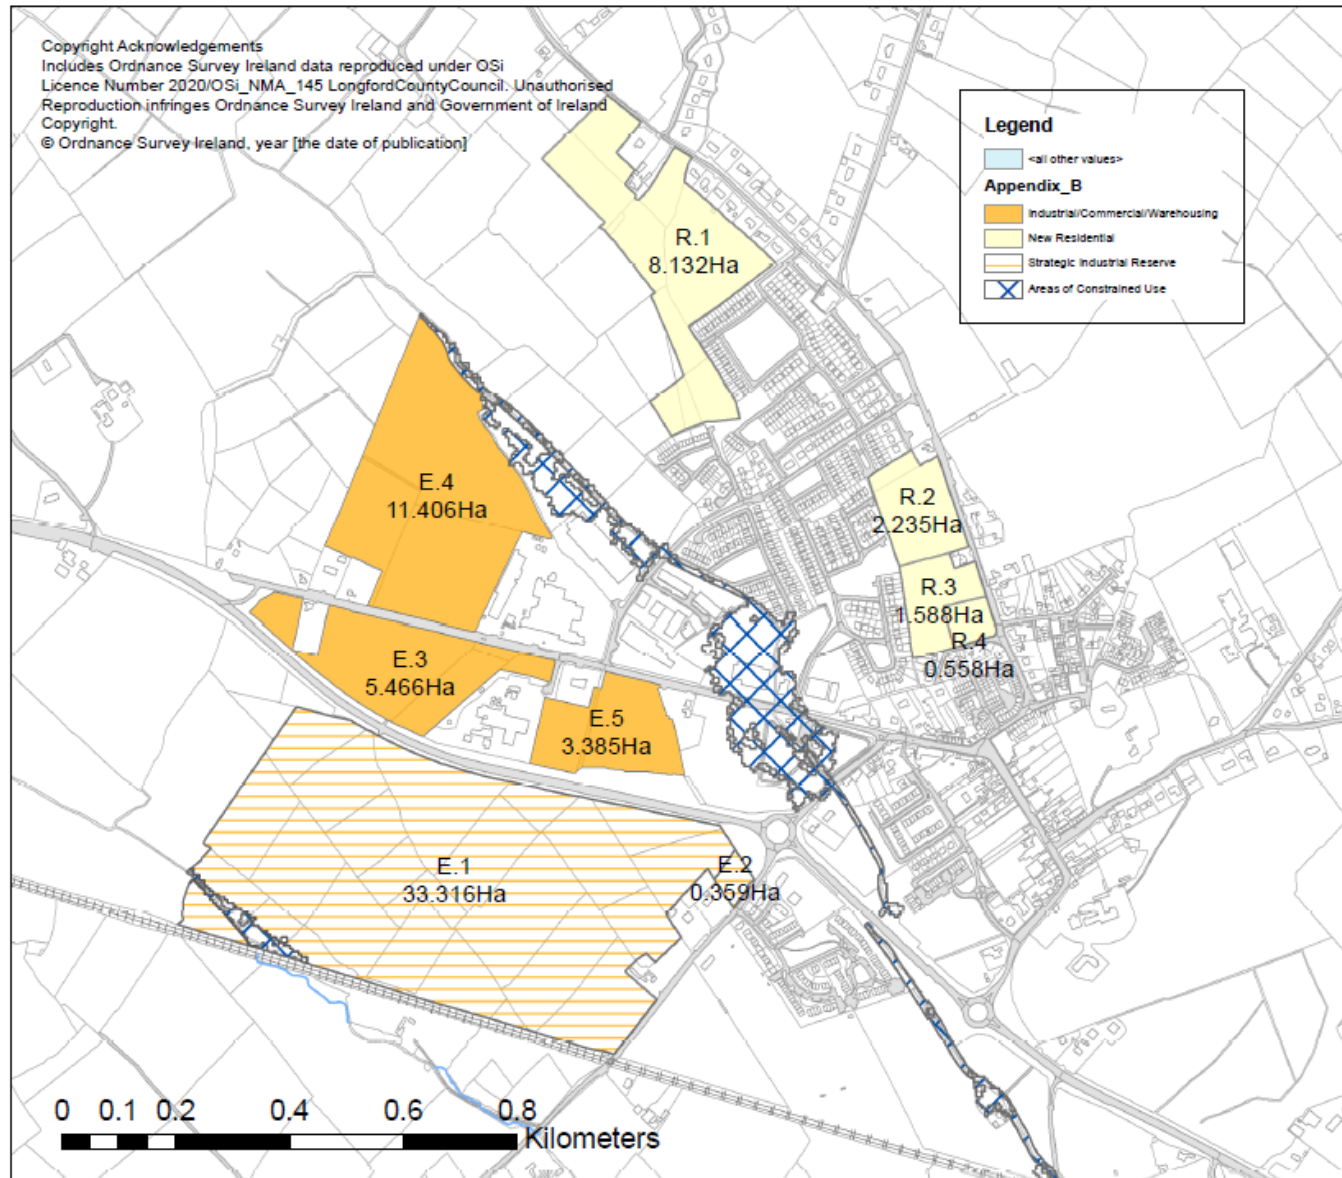 Copyright Acknowledgements
Includes Ordnance Survey Ireland data reproduced under OSi
Licence Number 2020/OSi_NMA_145 LongfordCountyCouncil. Unauthorised
Reproduction infringes Ordnance Survey Ireland and Government of Ireland
Copyright.
© Ordnance Survey Ireland, year [the date of publication]
Legend
<all other values>
Appendix_B
Industrial/Commercial/Warehousing
New Residential
Strategic Industrial Reserve
Areas of Constrained Use
R.1
8.132Ha
E.4
11.406Ha
R.2
2.235Ha
R.3
1.588Ha
R.4
0.558Ha
E.3
5.466Ha
E.5
3.385Ha
E.1
33.316Ha
E.2
0.359Ha
0 0.1 0.2 0.4 0.6 0.8
Kilometers